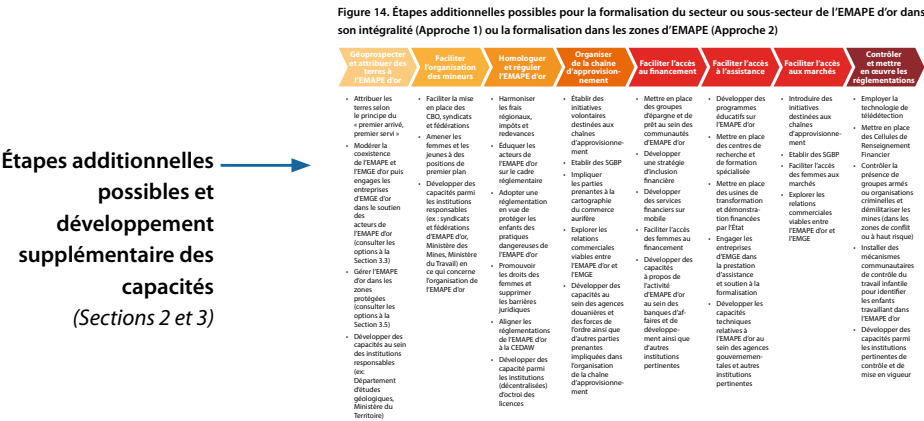 Figure 14. Étapes additionnelles possibles pour la formalisation du secteur ou sous-secteur de l'EMAPE d'or dans
son intégralité (Approche 1) ou la formalisation dans les zones d'EMAPE (Approche 2)
Étapes additionnelles
possibles et
développement
supplémentaire des
capacités
(Sections 2 et 3)
Géoprospecter
et attribuer des
terres à
l'EMAPE d'or
• Attribuer les
terres selon
le principe du
« premier arrivé,
premier servi »
• Modérer la
coexistence
de l'EMAPE et
l'EMGE d'or puis
engages les
entreprises
d'EMGE d'or
dans le soutien
des
acteurs de
l'EMAPE d'or
(consulter les
options à la
Section 3.3)
• Gérer l'EMAPE
d'or dans les
zones
protégées
(consulter les
options à la
Section 3.5)
• Développer des
capacités au sein
des institutions
responsables
(ex:
Département
d'études
géologiques,
Ministère du
Territoire)
Faciliter
l'organisation
des mineurs
• Faciliter la mise
en place des
CBO, syndicats
et fédérations
• Amener les
femmes et les
jeunes à des
positions de
premier plan
• Développer des
capacités parmi
les institutions
responsables
(ex : syndicats
et fédérations
d'EMAPE d'or,
Ministère des
Mines, Ministère
du Travail) en
ce qui concerne
l'organisation de
l'EMAPE d'or
Homologuer
et réguler
l'EMAPE d'or
• Harmoniser
les frais
régionaux,
impôts et
redevances
• Éduquer les
acteurs de
l'EMAPE d'or
sur le cadre
réglementaire
• Adopter une
réglementation
en vue de
protéger les
enfants des
pratiques
dangereuses de
l'EMAPE d'or
• Promouvoir
les droits des
femmes et
supprimer
les barrières
juridiques
• Aligner les
réglementations
de l'EMAPE d'or
à la CEDAW
• Développer des
capacité parmi
les institutions
(décentralisées)
d'octroi des
licences
Organiser
de la chaîne
d'approvision-
nement
• Établir des
initiatives
volontaires
destinées aux
chaînes
d'approvisionne-
ment
• Etablir des SGBP
• Impliquer
les parties
prenantes à la
cartographie
du commerce
aurifère
• Explorer les
relations
commerciales
viables entre
l'EMAPE d'or et
l'EMGE
• Développer des
capacités au
sein des agences
douanières et
des forces de
l'ordre ainsi que
d'autres parties
prenantes
impliquées dans
l'organisation
de la chaîne
d'approvisionne-
ment
Faciliter l'accès
au financement
• Mettre en place
des groupes
d'épargne et de
prêt au sein des
communautés
d'EMAPE d'or
• Développer
une stratégie
d'inclusion
financière
• Développer
des services
financiers sur
mobile
• Faciliter l'accès
des femmes au
financement
• Développer des
capacités
à propos de
l'activité
d'EMAPE d'or
au sein des
banques d'af-
faires et de
développe-
ment ainsi que
d'autres
institutions
pertinentes
Faciliter l'accès
à l'assistance
• Développer des
programmes
éducatifs sur
l'EMAPE d'or
• Mettre en place
des centres de
recherche et
de formation
spécialisée
• Mettre en place
des usines de
transformation
et démonstra-
tion financées
par l'État
• Engager les
entreprises
d'EMGE dans
la prestation
d'assistance
et soutien à la
formalisation
• Développer les
capacités
techniques
relatives à
l'EMAPE d'or au
sein des agences
gouvernemen-
tales et autres
institutions
pertinentes
Faciliter l'accès
aux marchés
• Introduire des
initiatives
destinées aux
chaînes
d'approvisionne-
ment
• Etablir des SGBP
• Faciliter l'accès
des femmes aux
marchés
• Explorer les
relations
commerciales
viables entre
l'EMAPE d'or et
l'EMGE
Contrôler
et mettre
en œuvre les
réglementations
• Employer la
technologie de
télédétection
• Mettre en place
des Cellules de
Renseignement
Financier
• Contrôler la
présence de
groupes armés
ou organisations
criminelles et
démilitariser les
mines (dans les
zones de conflit
ou à haut risque)
• Installer des
mécanismes
communautaires
de contrôle du
travail infantile
pour identifier
les enfants
travaillant dans
l'EMAPE d'or
• Développer des
capacités parmi
les institutions
pertinentes de
contrôle et de
mise en vigueur